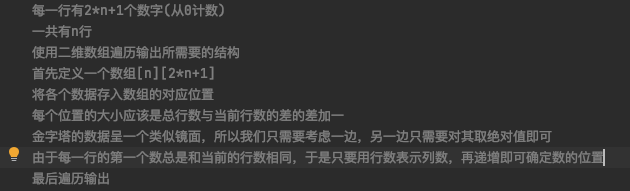 每一行有2*n+1个数字(从0计数)
一共有n行
使用二维数组遍历输出所需要的结构
首先定义一个数组[n][2*n+1]
将各个数据存入数组的对应位置
每个位置的大小应该是总行数与当前行数的差的差加一
金字塔的数据呈一个类似镜面，所以我们只需要考虑一边，另一边只需要对其取绝对值即可
由于每一行的第一个数总是和当前的行数相同，于是只要用行数表示列数，再递增即可确定数的位置
最后遍历输出